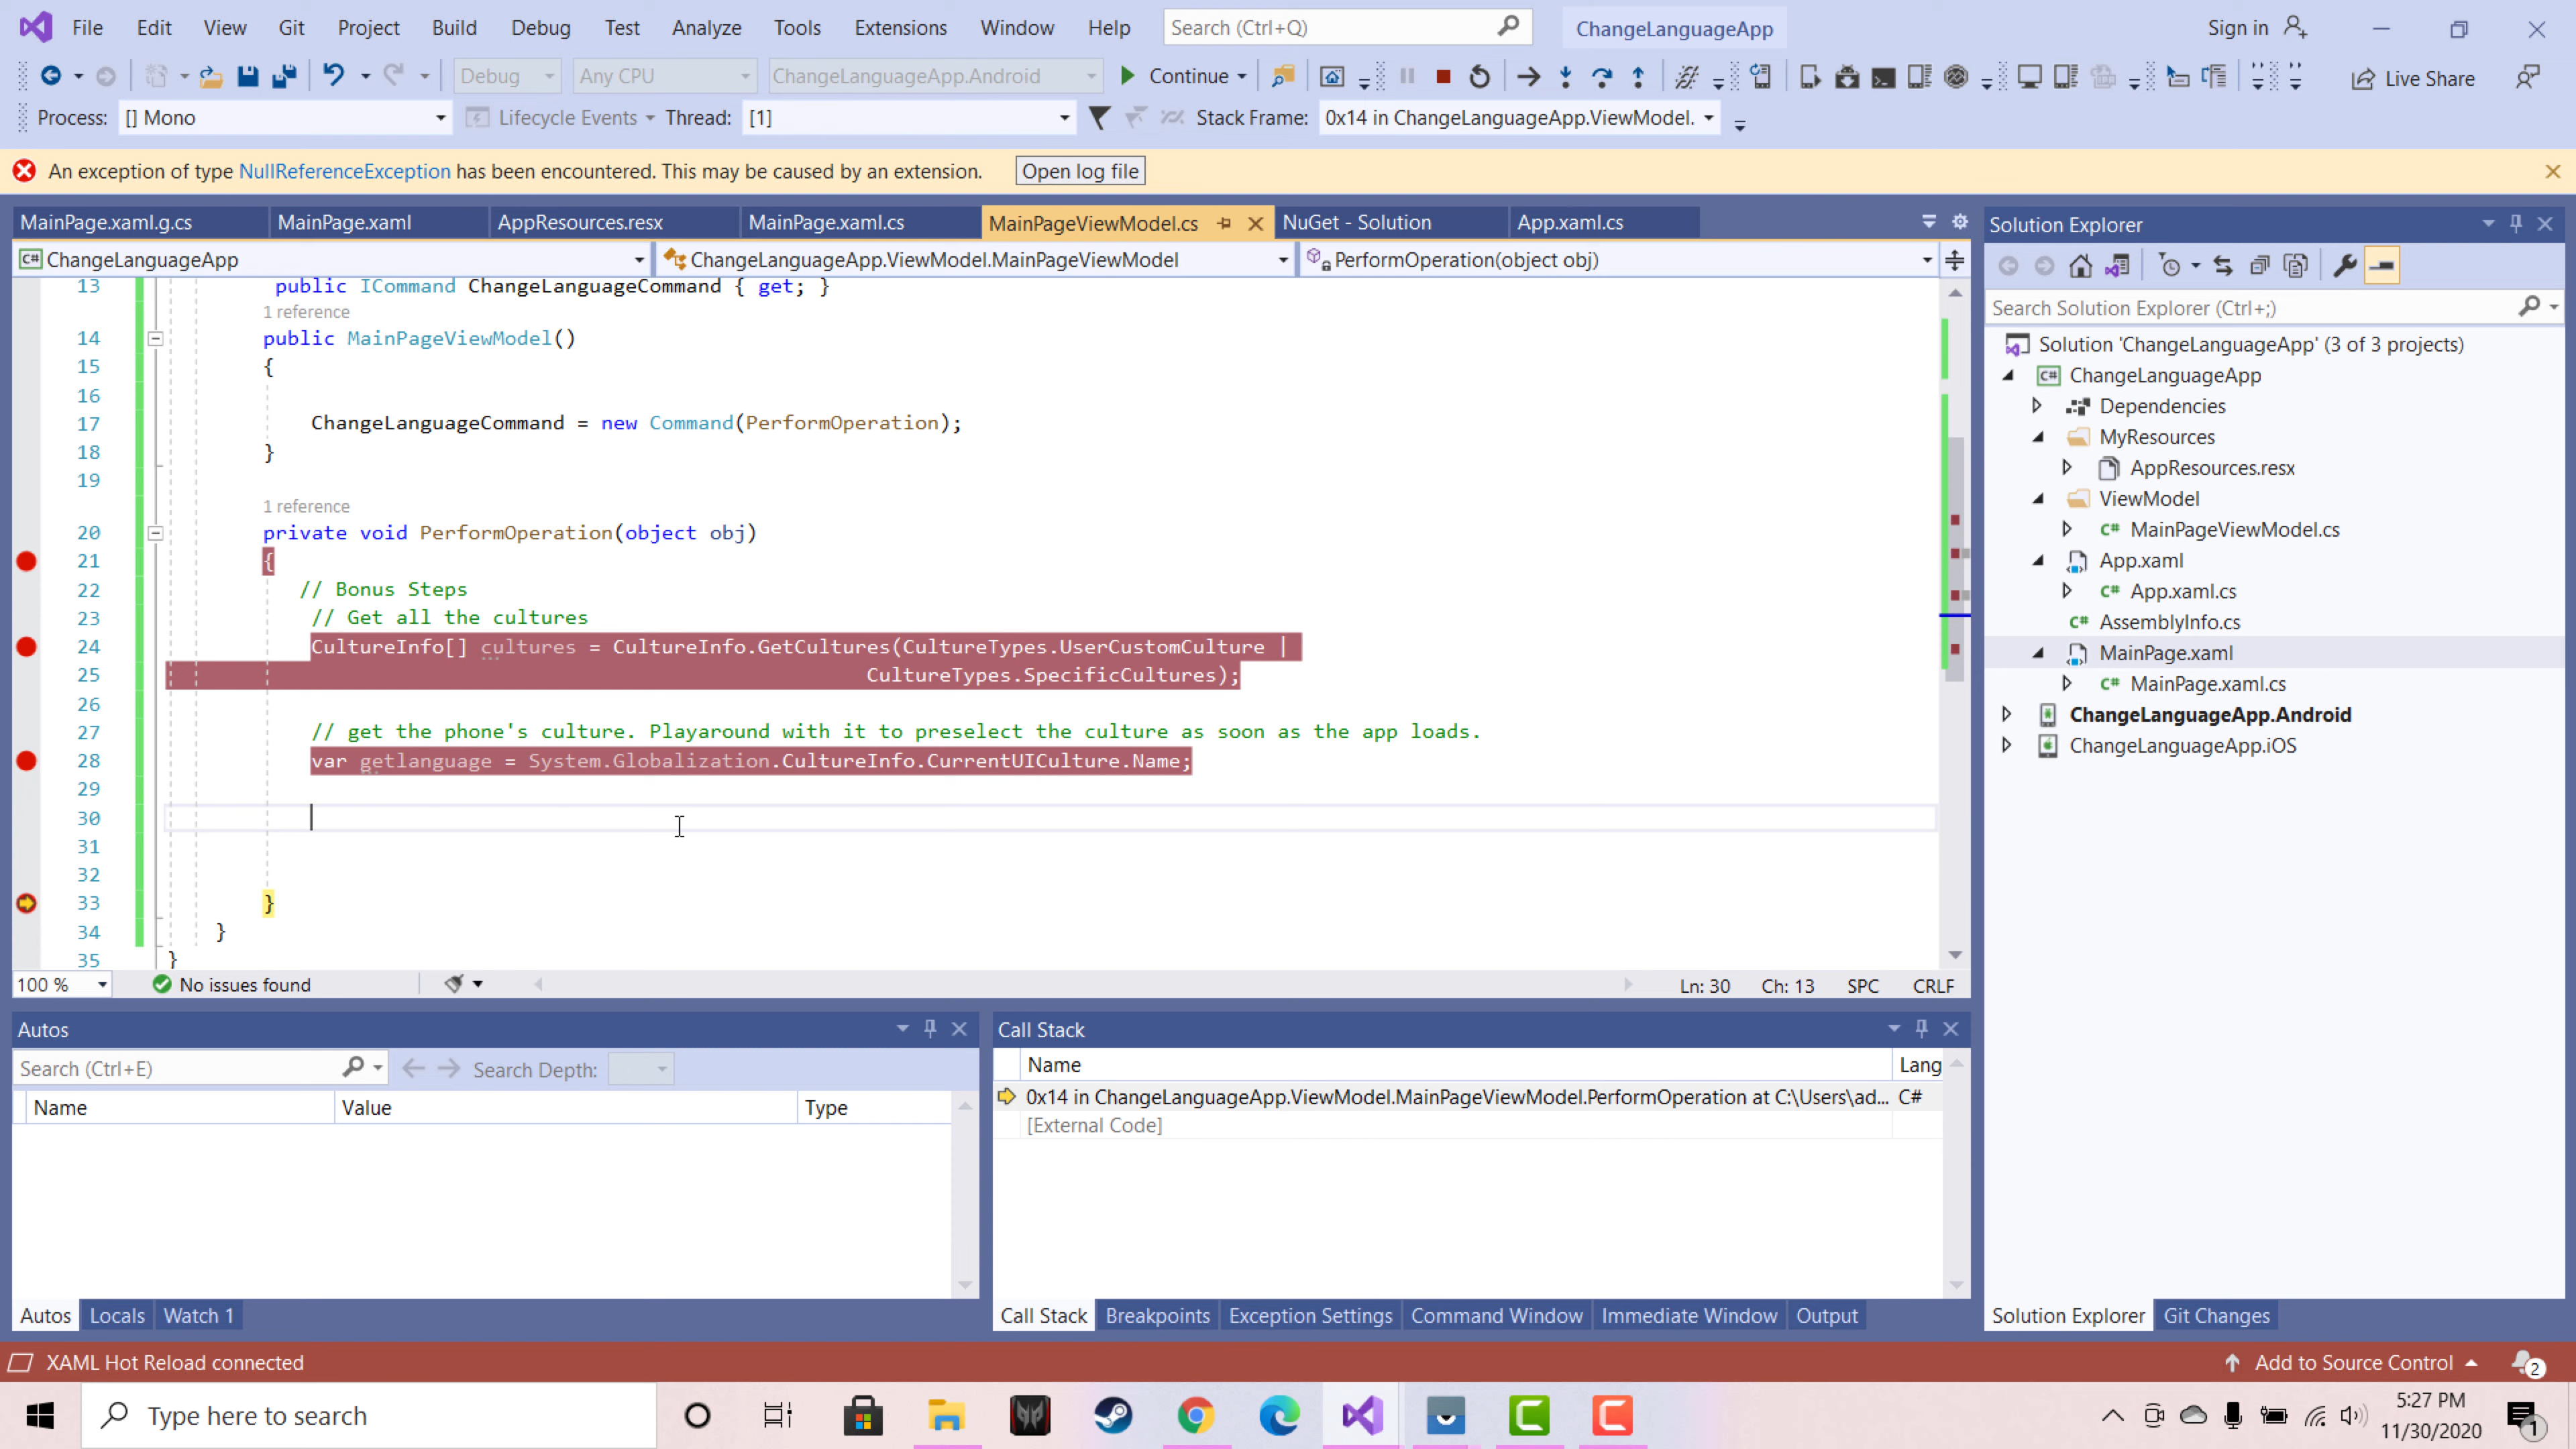 File Edit View Git Project Build Debug Test Analyze Tools Extensions Window Help Search (Ctrl+Q) ChangeLanguageApp Sign in
Debug Any CPU ChangeLanguageApp.Android Continue Live Share
Process: [] Mono Lifecycle Events Thread: [1] Stack Frame: 0x14 in ChangeLanguageApp.ViewModel.
An exception of type NullReferenceException has been encountered. This may be caused by an extension. Open log file
MainPage.xaml.g.cs MainPage.xaml AppResources.resx MainPage.xaml.cs MainPageViewModel.cs NuGet - Solution App.xaml.cs
ChangeLanguageApp ChangeLanguageApp.ViewModel.MainPageViewModel PerformOperation(object obj)
13 public ICommand ChangeLanguageCommand { get; }
1 reference
14 public MainPageViewModel()
15 {
16
17 ChangeLanguageCommand = new Command(PerformOperation);
18 }
19
1 reference
20 private void PerformOperation(object obj)
21 {
22 // Bonus Steps
23 // Get all the cultures
24 CultureInfo[] cultures = CultureInfo.GetCultures(CultureTypes.UserCustomCulture |
25 CultureTypes.SpecificCultures);
26
27 // get the phone's culture. Playaround with it to preselect the culture as soon as the app loads.
28 var getlanguage = System.Globalization.CultureInfo.CurrentUICulture.Name;
29
30
31
32
33 }
34 }
35 }
100 % No issues found Ln: 30 Ch: 13 SPC CRLF
Autos
Search (Ctrl+E) Search Depth:
Name Value Type
Autos Locals Watch 1
Call Stack
Name Lang
0x14 in ChangeLanguageApp.ViewModel.MainPageViewModel.PerformOperation at C:\Users\ad... C#
[External Code]
Call Stack Breakpoints Exception Settings Command Window Immediate Window Output
Solution Explorer
Search Solution Explorer (Ctrl+;)
Solution 'ChangeLanguageApp' (3 of 3 projects)
ChangeLanguageApp
Dependencies
MyResources
AppResources.resx
ViewModel
C# MainPageViewModel.cs
App.xaml
C# App.xaml.cs
C# AssemblyInfo.cs
MainPage.xaml
C# MainPage.xaml.cs
ChangeLanguageApp.Android
ChangeLanguageApp.iOS
Solution Explorer Git Changes
XAML Hot Reload connected Add to Source Control 2
Type here to search
5:27 PM
11/30/2020
1